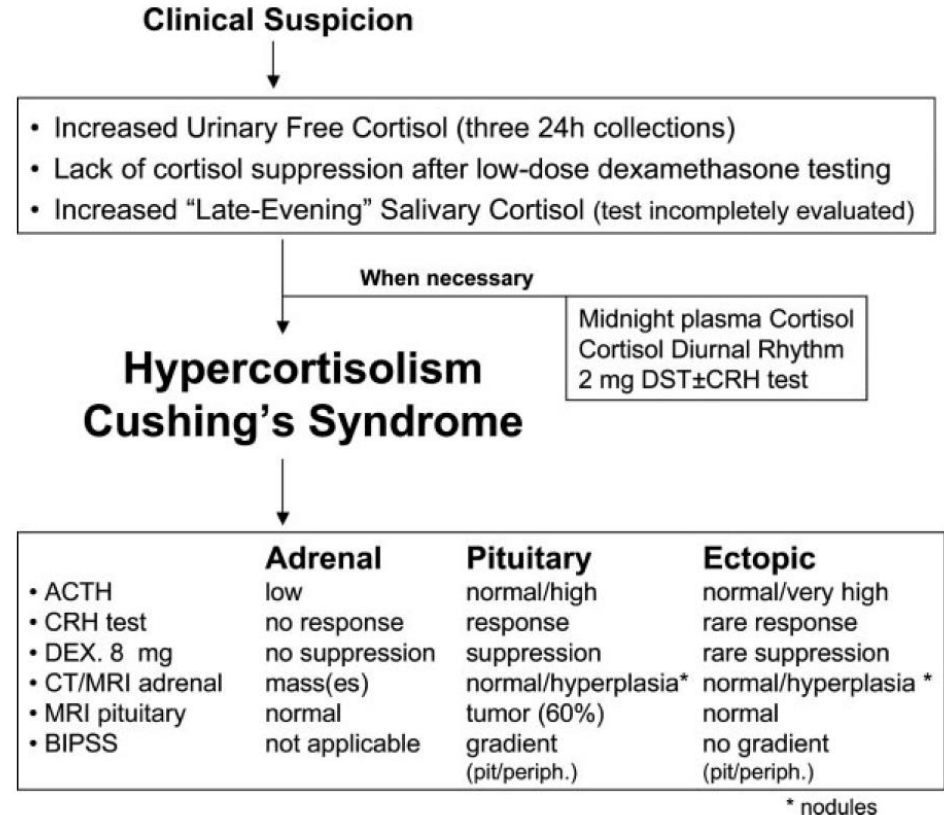 Clinical Suspicion
• Increased Urinary Free Cortisol (three 24h collections)
• Lack of cortisol suppression after low-dose dexamethasone testing
• Increased “Late-Evening” Salivary Cortisol (test incompletely evaluated)
When necessary
Midnight plasma Cortisol
Cortisol Diurnal Rhythm
2 mg DST±CRH test
Hypercortisolism
Cushing's Syndrome
Adrenal Pituitary Ectopic
• ACTH low normal/high normal/very high
• CRH test no response response rare response
• DEX. 8 mg no suppression suppression rare suppression
• CT/MRI adrenal mass(es) normal/hyperplasia* normal/hyperplasia *
• MRI pituitary normal tumor (60%) normal
• BIPSS not applicable gradient no gradient
(pit/periph.) (pit/periph.)
* nodules